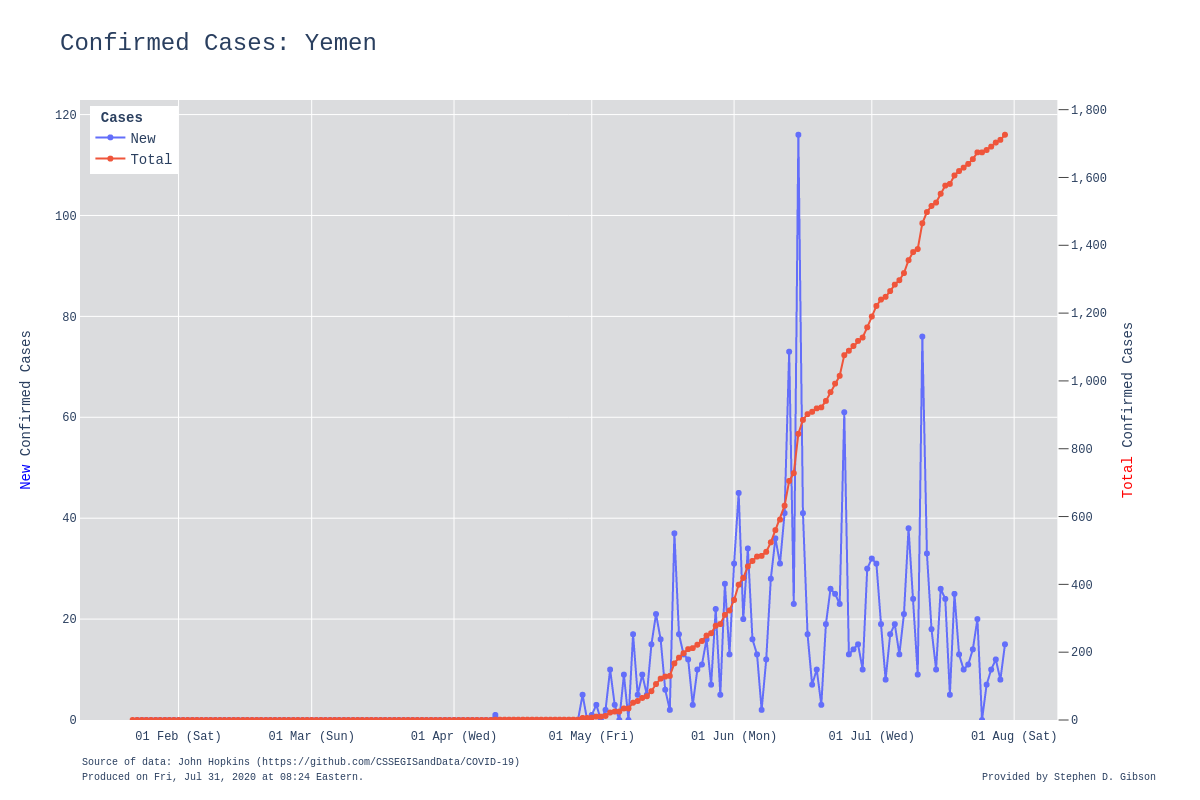 Confirmed Cases: Yemen
Cases
New
Total
120
100
80
60
40
20
0
1,800
1,600
1,400
1,200
1,000
800
600
400
200
0
New Confirmed Cases
Total Confirmed Cases
01 Feb (Sat)
01 Mar (Sun)
01 Apr (Wed)
01 May (Fri)
01 Jun (Mon)
01 Jul (Wed)
01 Aug (Sat)
Source of data: John Hopkins (https://github.com/CSSEGISandData/COVID-19)
Produced on Fri, Jul 31, 2020 at 08:24 Eastern.
Provided by Stephen D. Gibson